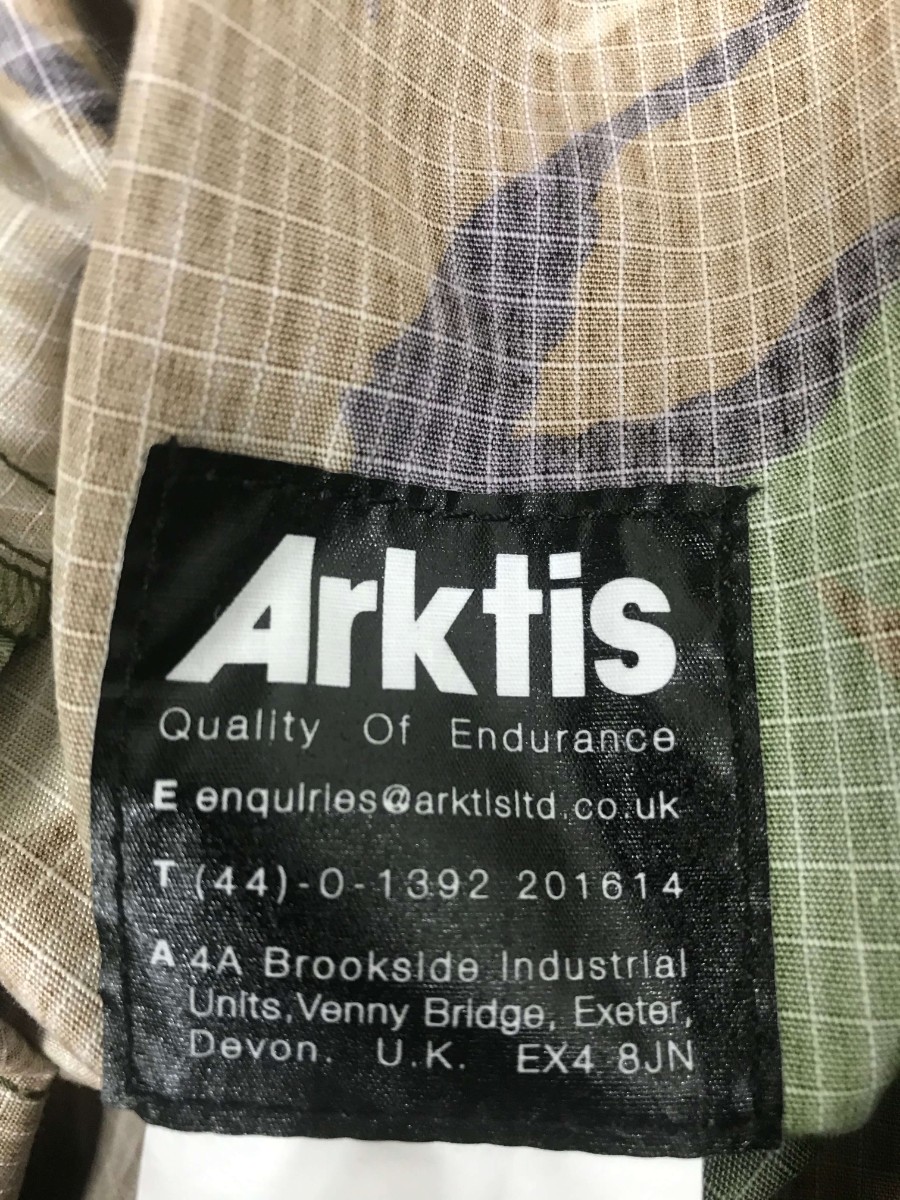 Arktis
Quality Of Endurance
E enquiries@arktisltd.co.uk
T (44)-0-1392 201614
A 4A Brookside Industrial
Units, Venny Bridge, Exeter,
Devon. U.K. EX4 8JN